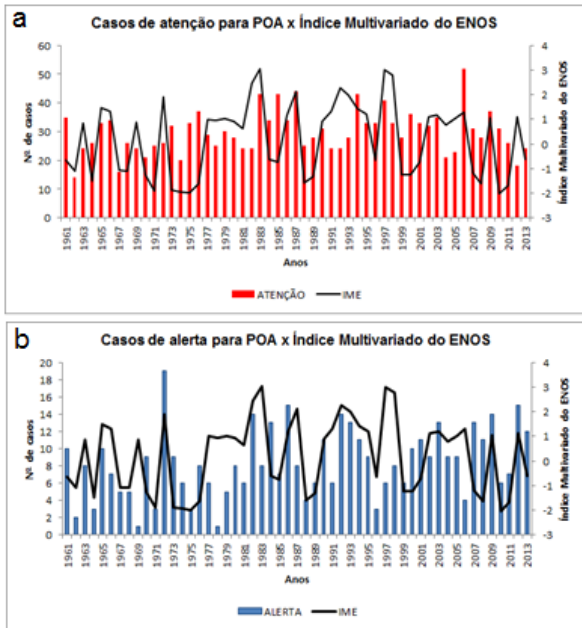 a
Casos de atenção para POA x Índice Multivariado do ENOS
60
50
40
30
20
10
0
Nº de casos
4
3
2
1
0
-1
-2
-3
Índice Multivariado do ENOS
1961 1963 1965 1967 1969 1971 1973 1975 1977 1979 1981 1983 1985 1987 1989 1991 1993 1995 1997 1999 2001 2003 2005 2007 2009 2011 2013
Anos
ATENÇÃO IME
b
Casos de alerta para POA x Índice Multivariado do ENOS
20
18
16
14
12
10
8
6
4
2
0
Nº de casos
4
3
2
1
0
-1
-2
-3
Índice Multivariado do ENOS
1961 1963 1965 1967 1969 1971 1973 1975 1977 1979 1981 1983 1985 1987 1989 1991 1993 1995 1997 1999 2001 2003 2005 2007 2009 2011 2013
Anos
ALERTA IME